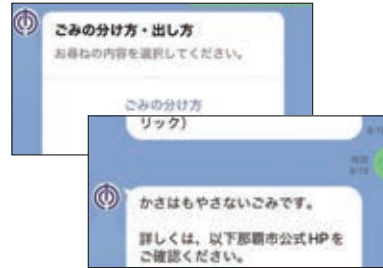 ごみの分け方・出し方
お尋ねの内容を選択してください。
ごみの分け方
リック）
かさはもやさないごみです。
詳しくは、以下那覇市公式HPを
ご確認ください。